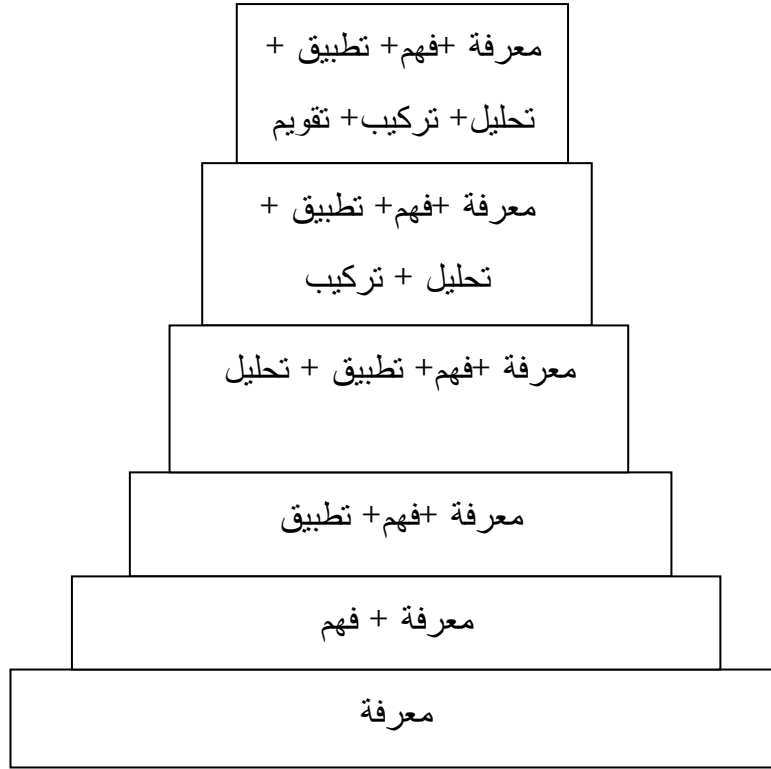 معرفة +فهم+ تطبيق +
تحليل+ تركيب+ تقويم
معرفة +فهم+ تطبيق +
تحليل + تركيب
معرفة +فهم+ تطبيق + تحليل
معرفة +فهم+ تطبيق
معرفة + فهم
معرفة